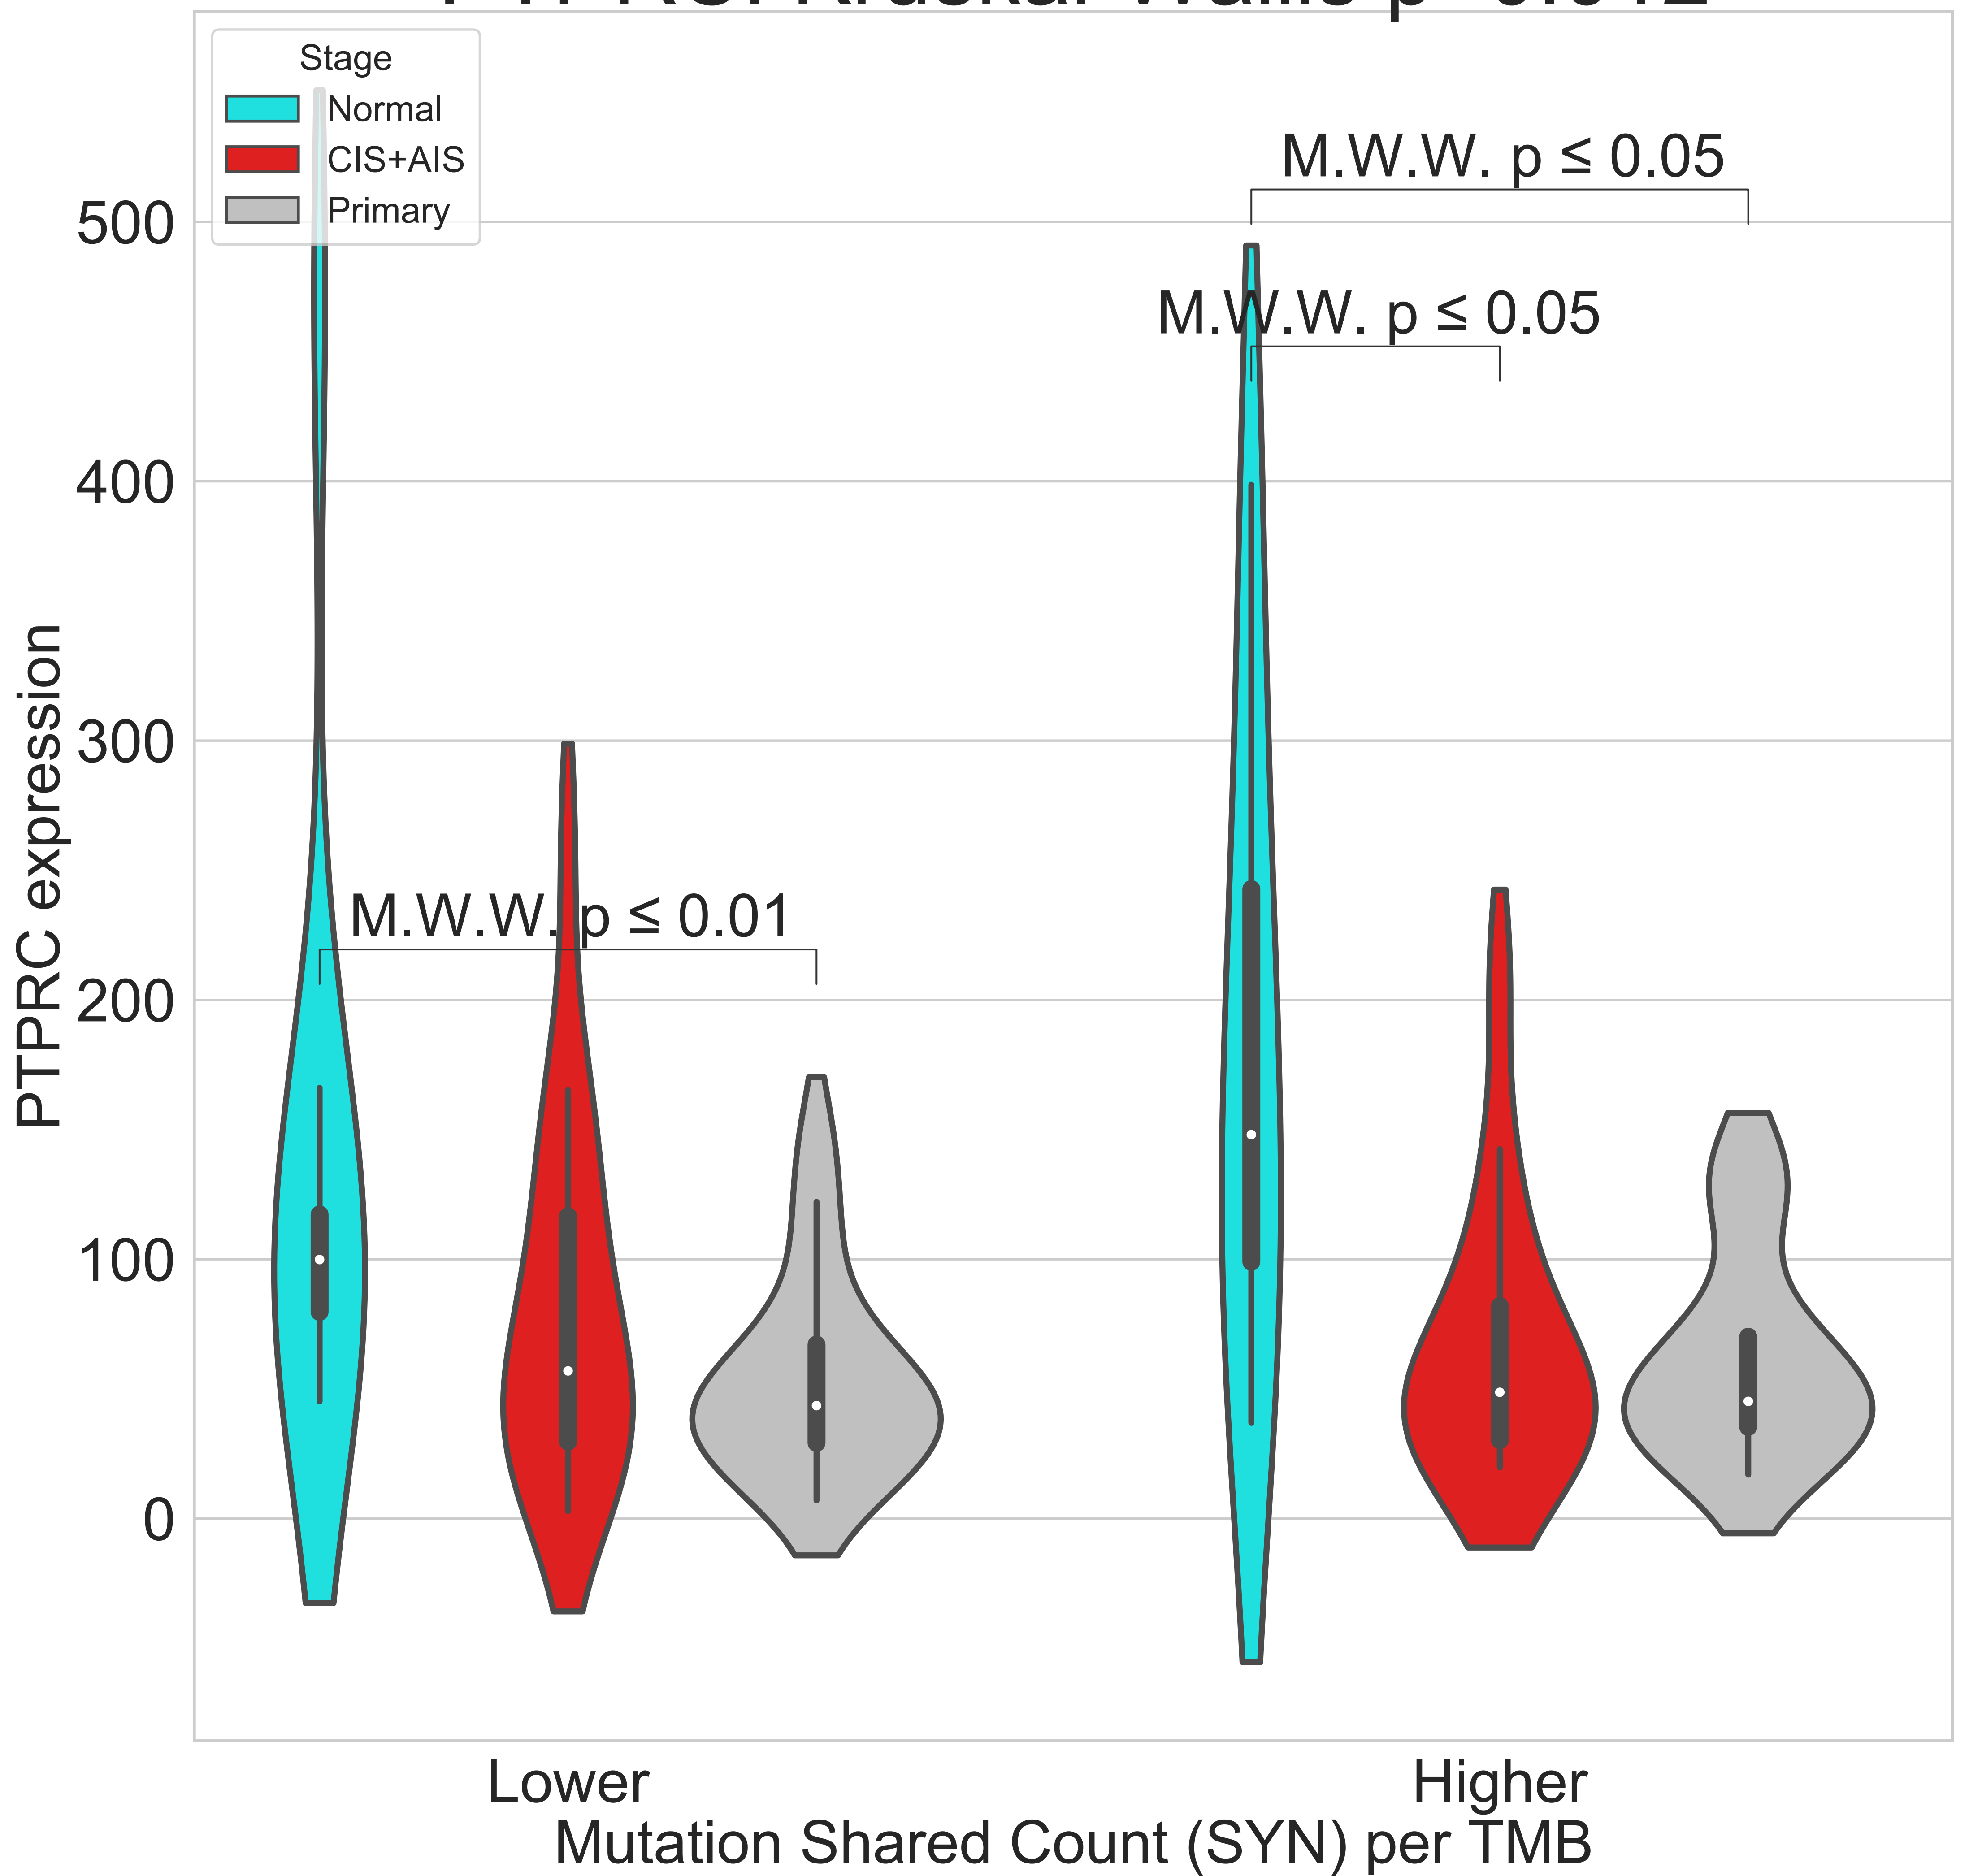 Stage
Normal
CIS+AIS
Primary
M.W.W. p ≤ 0.05
M.W.W. p ≤ 0.05
M.W.W. p ≤ 0.01
500
400
300
200
100
0
PTPRC expression
Lower
Higher
Mutation Shared Count (SYN) per TMB